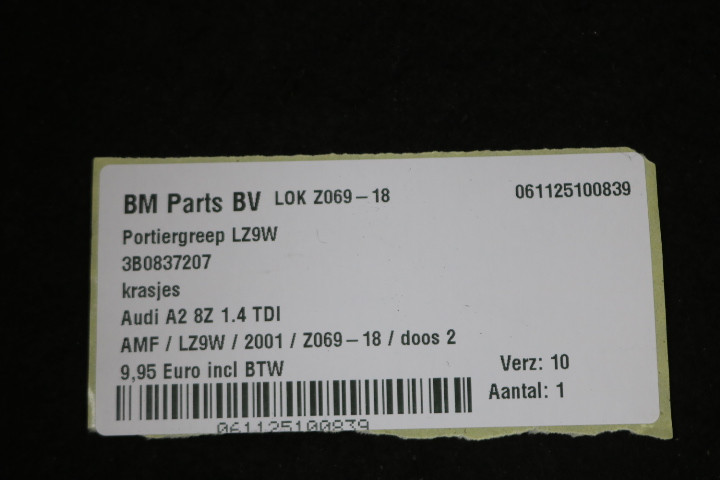 BM Parts BV LOK Z069-18 061125100839
Portiergreep LZ9W
3B0837207
krasjes
Audi A2 8Z 1.4 TDI
AMF / LZ9W / 2001 / Z069-18 / doos 2
9,95 Euro incl BTW Verz: 10
Aantal: 1
061125100839